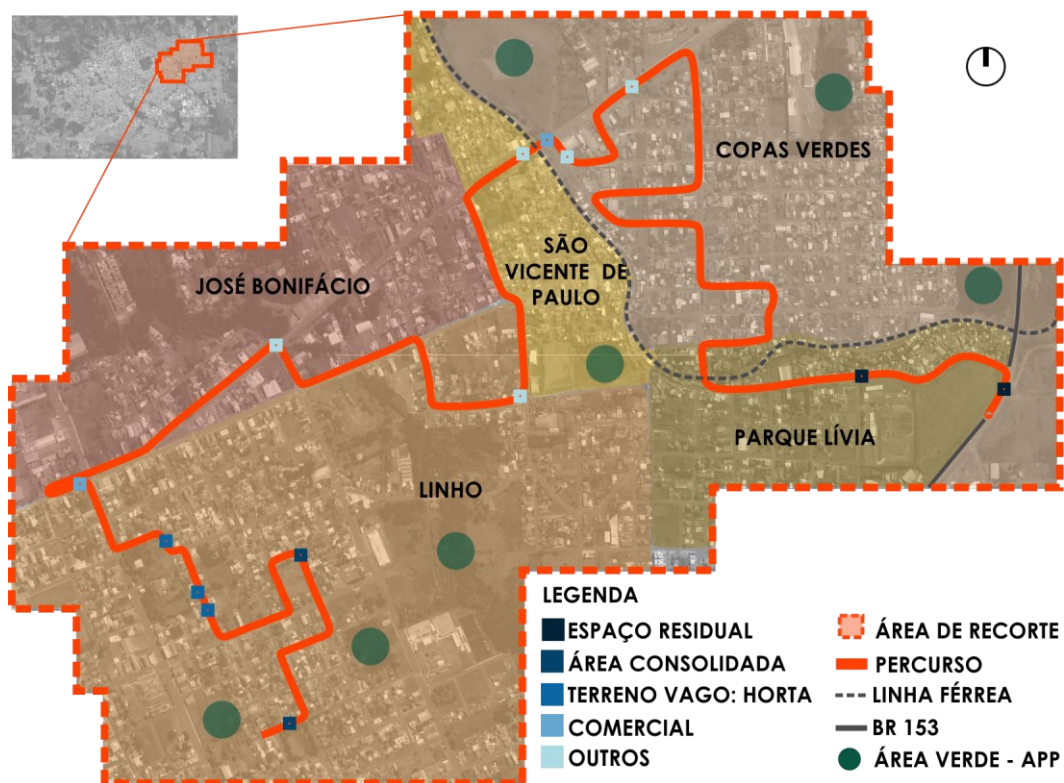 COPAS VERDES
SÃO
VICENTE DE
PAULO
JOSÉ BONIFÁCIO
PARQUE LÍVIA
LINHO
LEGENDA
ESPAÇO RESIDUAL
ÁREA CONSOLIDADA
TERRENO VAGO: HORTA
COMERCIAL
OUTROS
ÁREA DE RECORTE
PERCURSO
LINHA FÉRREA
BR 153
ÁREA VERDE - APP